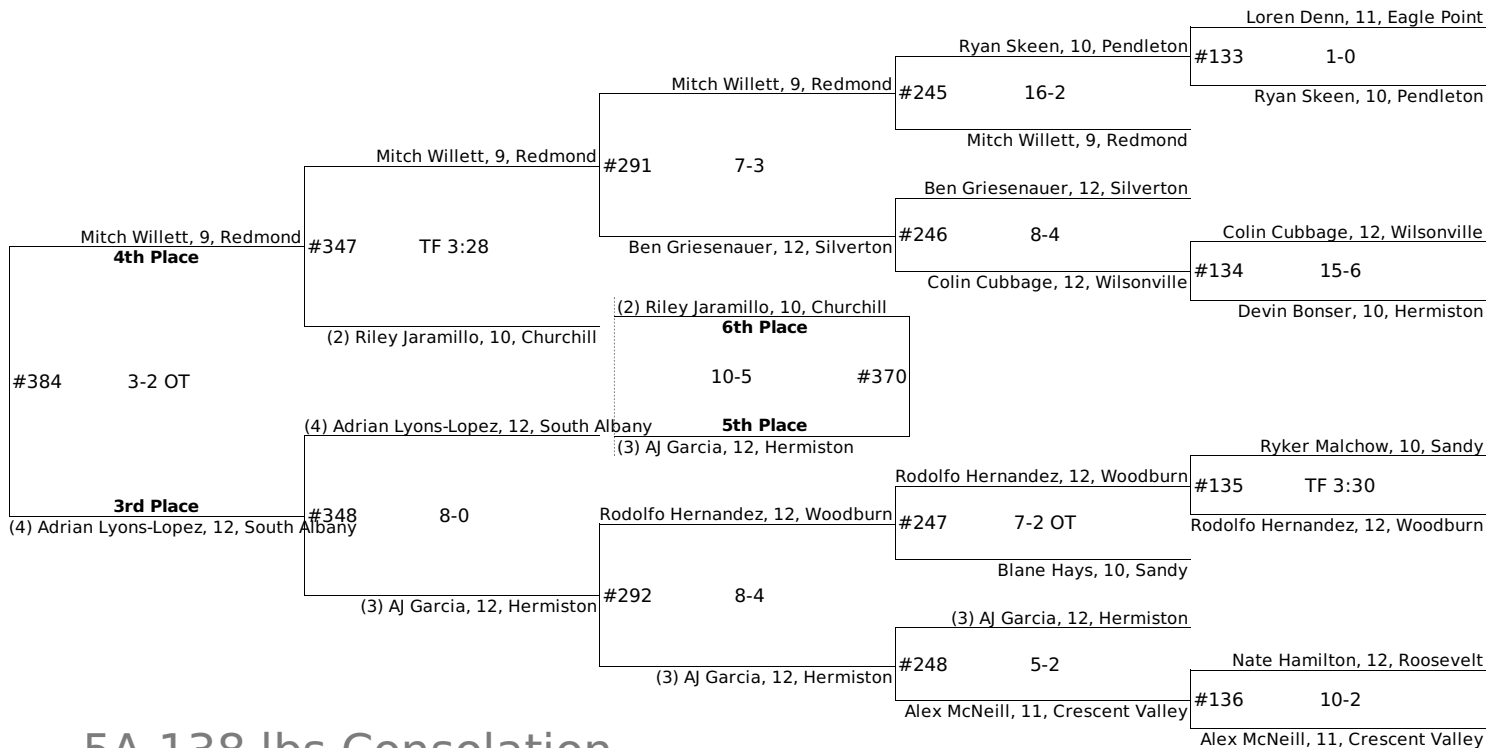 Loren Denn, 11, Eagle Point
Ryan Skeen, 10, Pendleton
#133 1-0
Mitch Willett, 9, Redmond
#245 16-2
Ryan Skeen, 10, Pendleton
Mitch Willett, 9, Redmond
Mitch Willett, 9, Redmond
#291 7-3
Ben Griesenauer, 12, Silverton
Mitch Willett, 9, Redmond
4th Place
#347 TF 3:28
Ben Griesenauer, 12, Silverton
#246 8-4
Colin Cubbage, 12, Wilsonville
Colin Cubbage, 12, Wilsonville
#134 15-6
Devin Bonser, 10, Hermiston
(2) Riley Jaramillo, 10, Churchill
(2) Riley Jaramillo, 10, Churchill
6th Place
#384 3-2 OT
10-5 #370
(4) Adrian Lyons-Lopez, 12, South Albany
5th Place
(3) AJ Garcia, 12, Hermiston
Ryker Malchow, 10, Sandy
Rodolfo Hernandez, 12, Woodburn
#135 TF 3:30
3rd Place
(4) Adrian Lyons-Lopez, 12, South Albany
#348 8-0
Rodolfo Hernandez, 12, Woodburn
#247 7-2 OT
Rodolfo Hernandez, 12, Woodburn
Blane Hays, 10, Sandy
(3) AJ Garcia, 12, Hermiston
#292 8-4
(3) AJ Garcia, 12, Hermiston
#248 5-2
Nate Hamilton, 12, Roosevelt
(3) AJ Garcia, 12, Hermiston
#136 10-2
Alex McNeill, 11, Crescent Valley
Alex McNeill, 11, Crescent Valley
5A 138 lbs Consolation